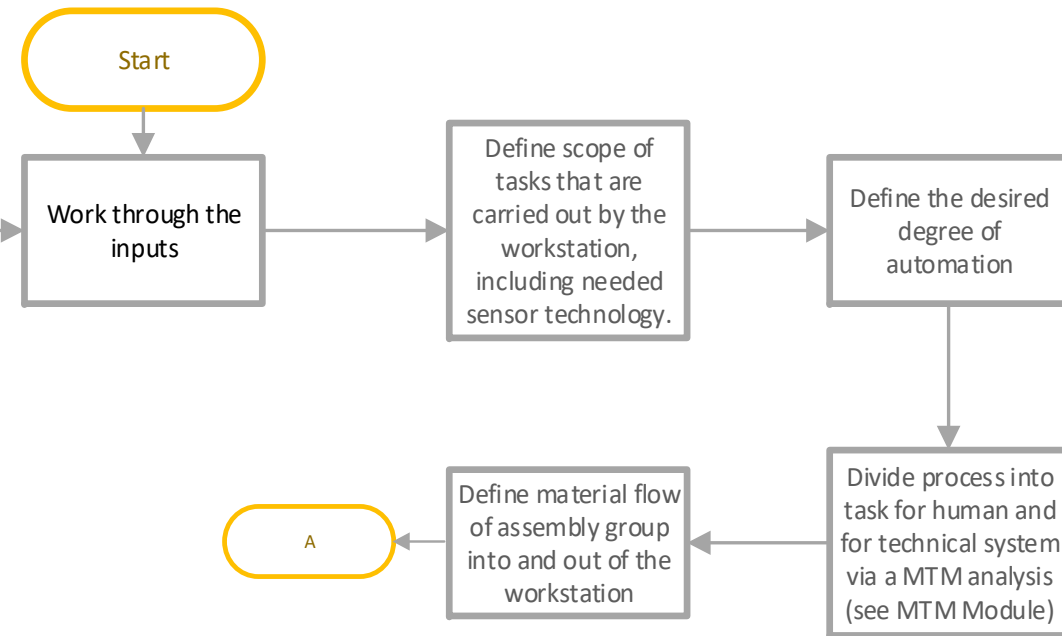 Start
Work through the
inputs
Define scope of
tasks that are
carried out by the
workstation,
including needed
sensor technology.
Define the desired
degree of
automation
Divide process into
task for human and
for technical system
via a MTM analysis
(see MTM Module)
Define material flow
of assembly group
into and out of the
workstation
A